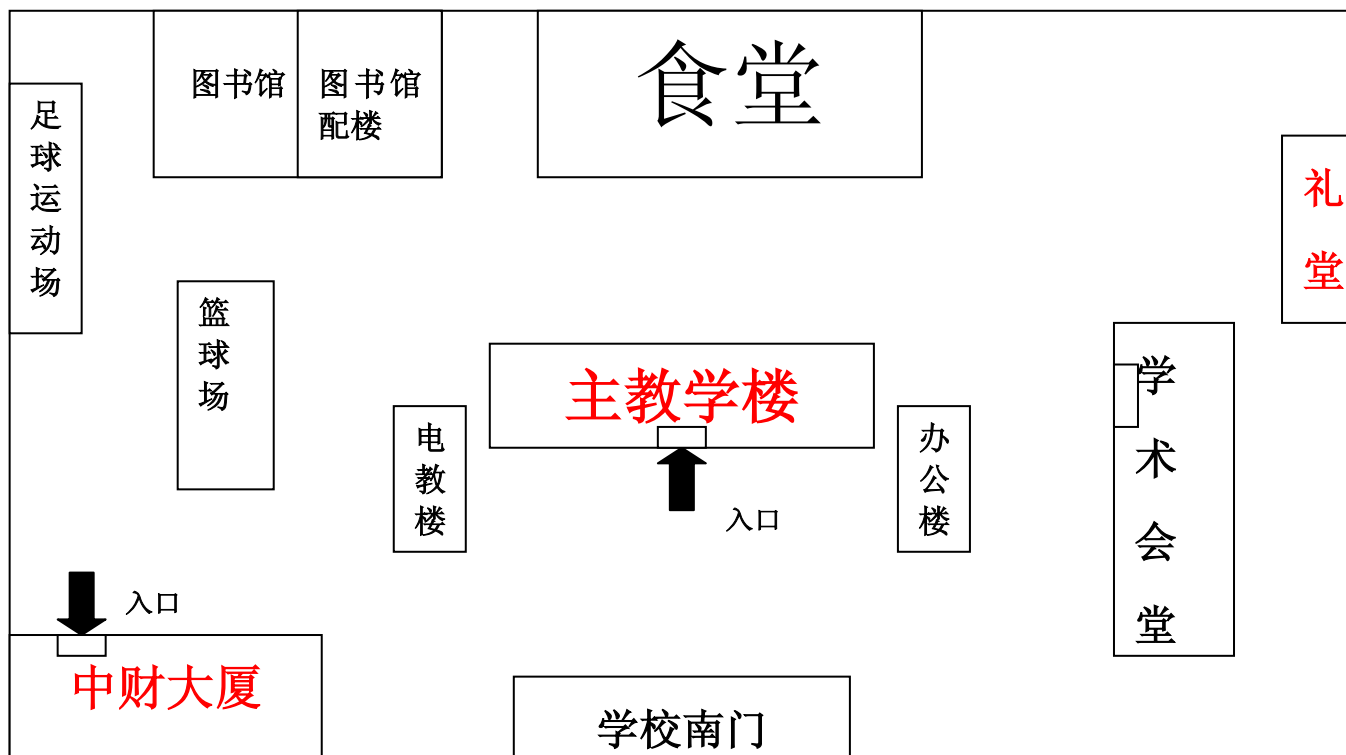 图书馆
图书馆
配楼
食堂
足球运动场
礼堂
篮球场
主教学楼
学术会堂
电教楼
办公楼
入口
入口
中财大厦
学校南门